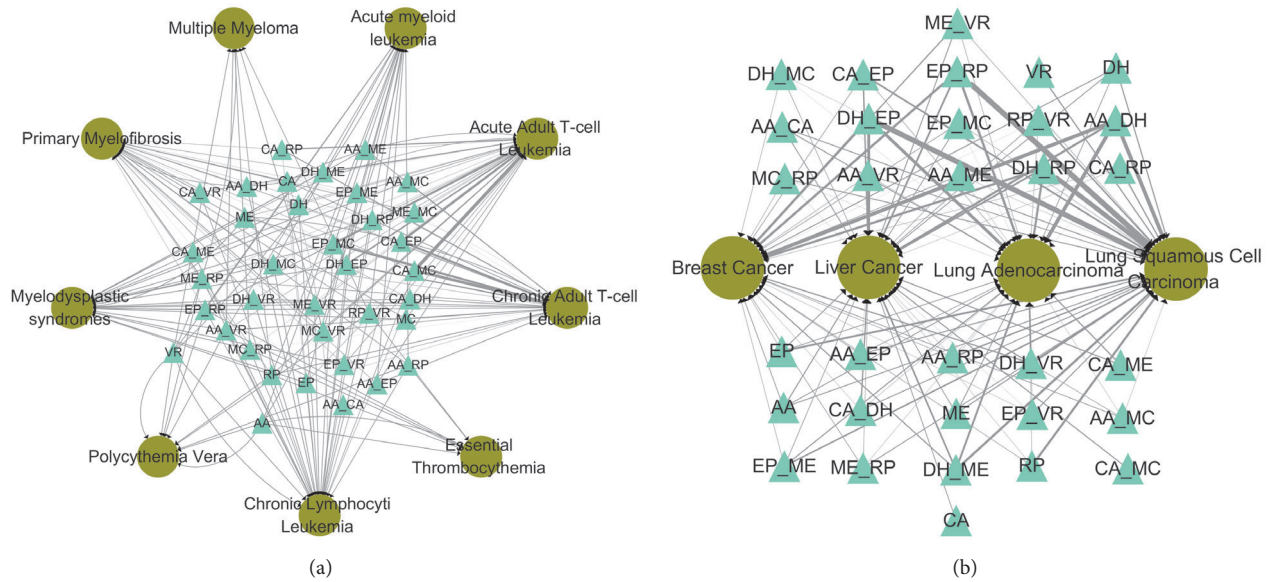 Multiple Myeloma
Acute myeloid
leukemia
Primary Myelofibrosis
Acute Adult T-cell
Leukemia
CA_RP
AA_ME
DH_ME
CA_VR
AA_DH
CA
EP_ME
AA_MC
ME
DH
DH_RP
ME_MC
CA_ME
EP_MC
CA_EP
ME_RP
DH_MC
DH_EP
CA_MC
Myelodysplastic
syndromes
EP_RP
DH_VR
ME_VR
RP_VR
CA_DH
MC
Chronic Adult T-cell
Leukemia
AA_VR
MC_VR
VR
MC_RP
RP
EP
EP_VR
AA_EP
AA_RP
AA_CA
AA
Polycythemia Vera
Essential
Thrombocythemia
Chronic Lymphocyti
Leukemia
(a)
ME_VR
DH_MC
CA_EP
EP_RP
VR
DH
AA_CA
DH_EP
EP_MC
RP_VR
AA_DH
MC_RP
AA_VR
AA_ME
DH_RP
CA_RP
Breast Cancer
Liver Cancer
Lung Adenocarcinoma
Lung Squamous Cell
Carcinoma
EP
AA_EP
AA_RP
DH_VR
CA_ME
AA
CA_DH
ME
EP_VR
AA_MC
EP_ME
ME_RP
DH_ME
RP
CA_MC
CA
(b)